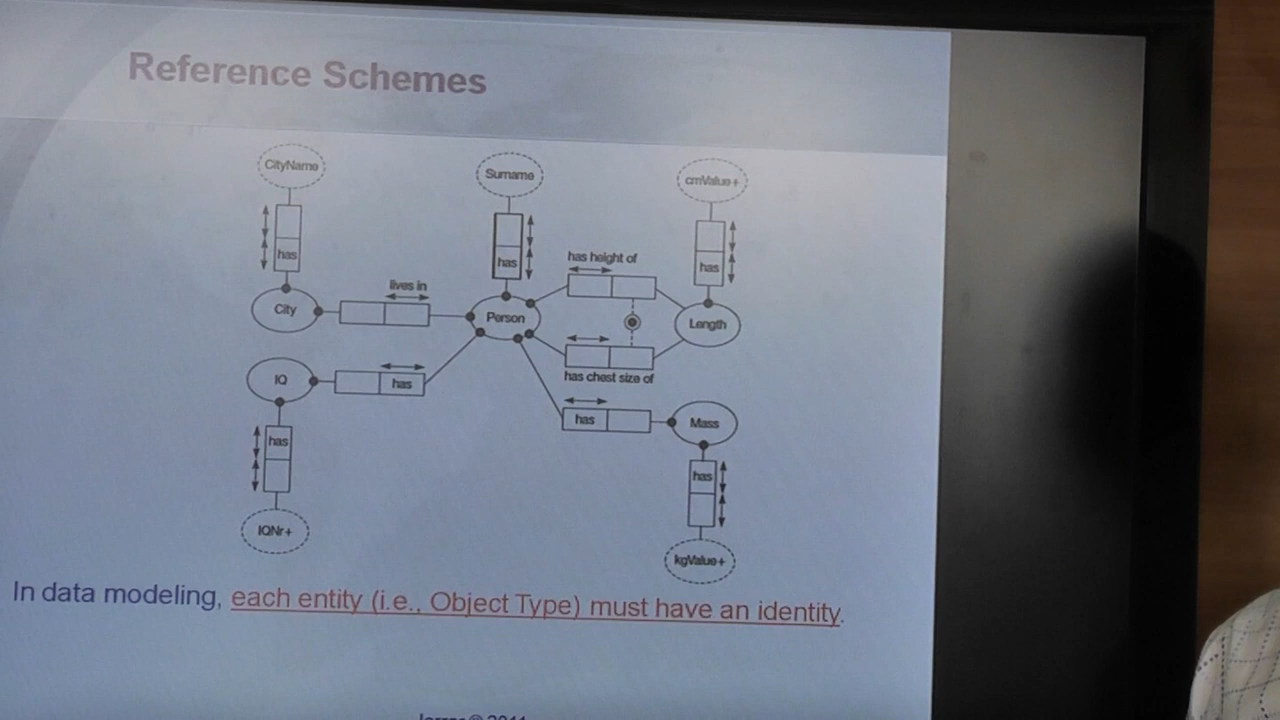 Reference Schemes
CityName
Surname
cmValue+
has
has
has
has height of
lives in
City
Person
Length
IQ
has
has chest size of
has
Mass
has
has
IQNr+
kgValue+
In data modeling, each entity (i.e., Object Type) must have an identity.